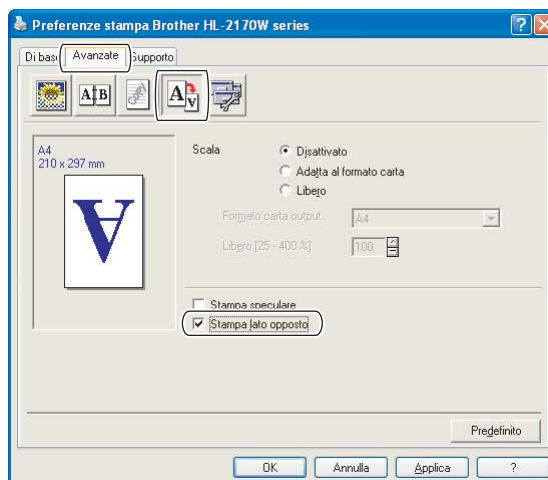 Preferenze stampa Brother HL-2170W series
Di base Avanzate Supporto
A B
A A
A4
210 x 297 mm
A
Scala
Disattivato
Adatta al formato carta
Libero
Formato carta output A4
Libero [25 - 400 %] 100
Stampa speculare
Stampa lato opposto
Predefinito
OK Annulla Applica ?